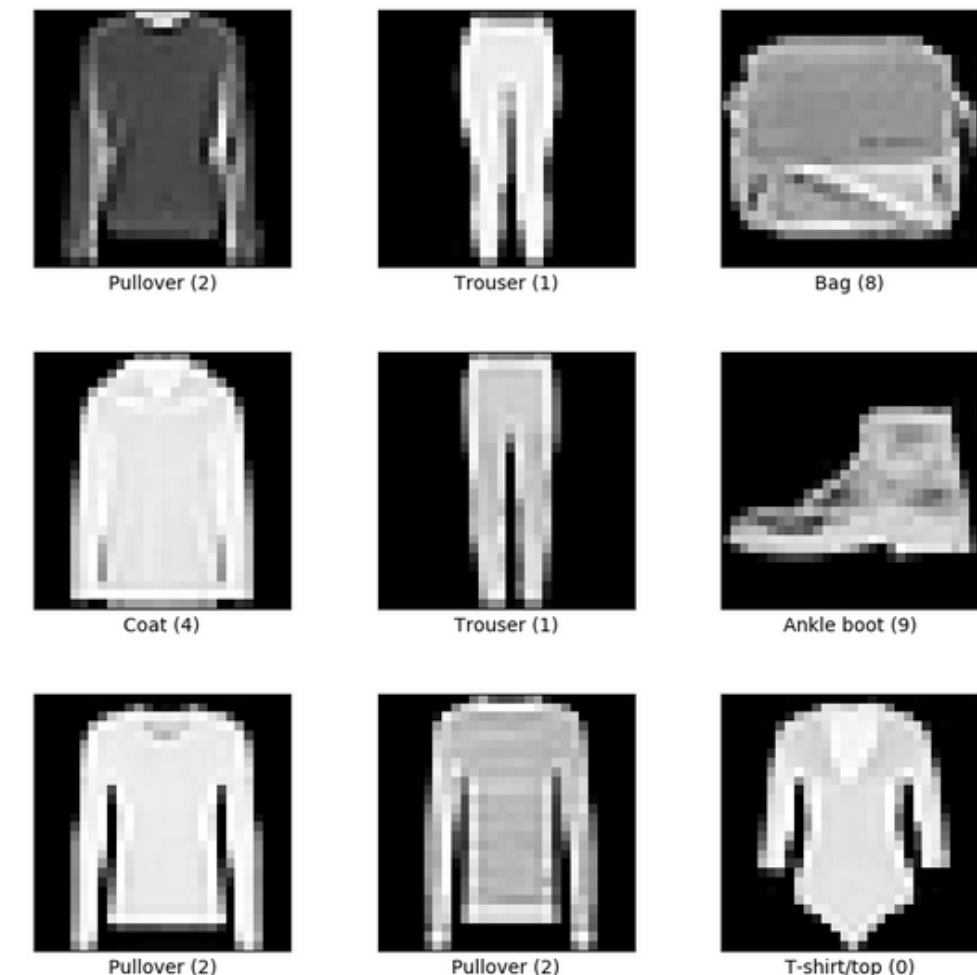 Pullover (2)
Trouser (1)
Bag (8)
Coat (4)
Trouser (1)
Ankle boot (9)
Pullover (2)
Pullover (2)
T-shirt/top (0)